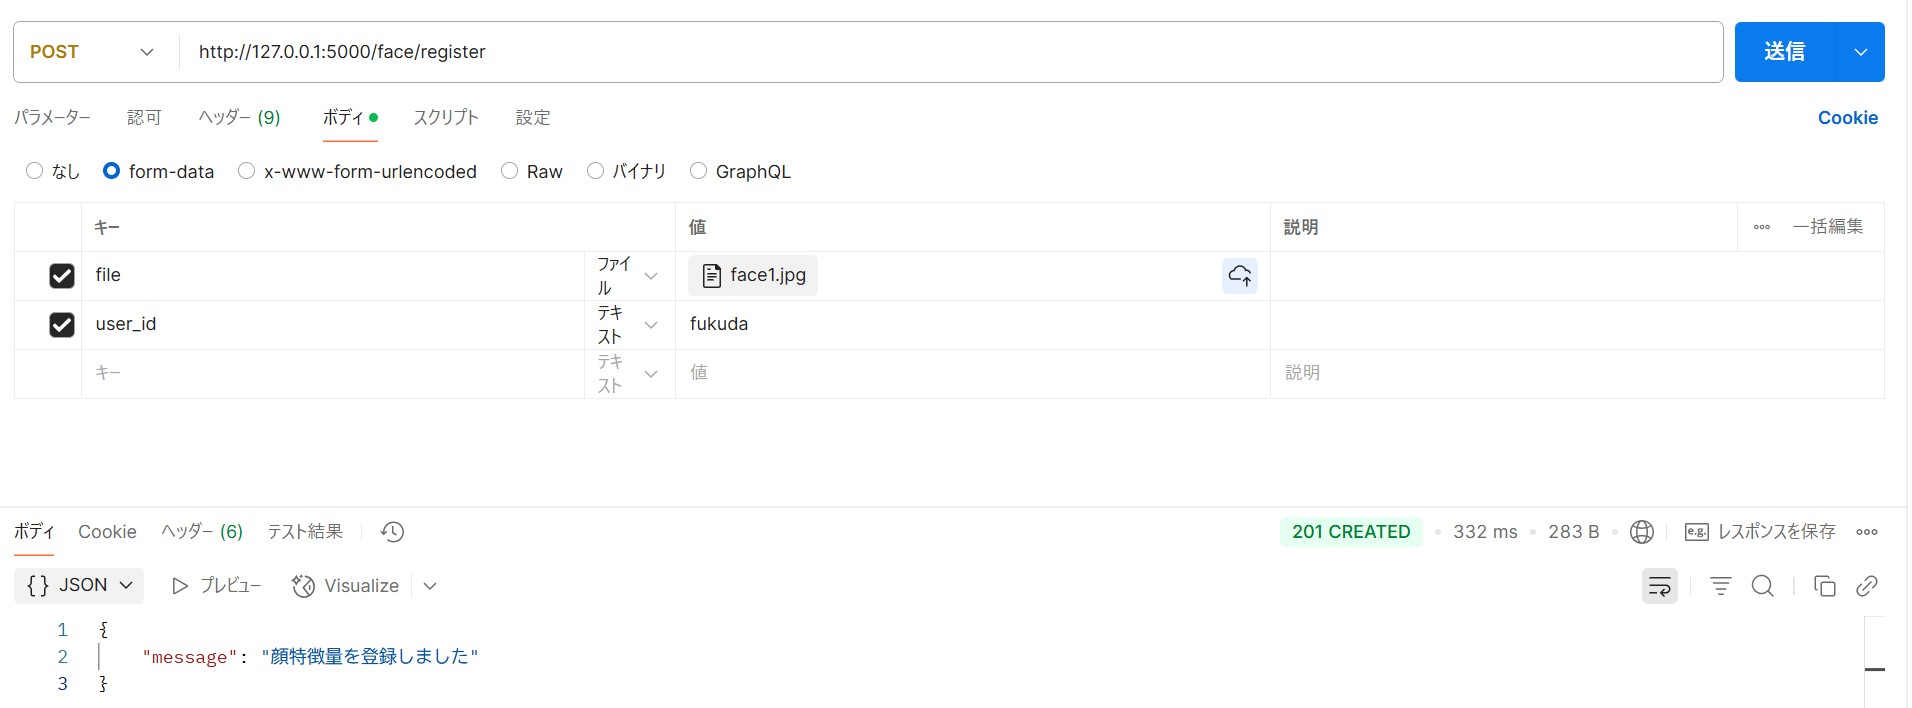 POST http://127.0.0.1:5000/face/register 送信
パラメーター 認可 ヘッダー (9) ボディ スクリプト 設定 Cookie
なし form-data x-www-form-urlencoded Raw バイナリ GraphQL
キー 値 説明 一括編集
file ファイル face1.jpg
user_id テキスト fukuda
キー テキスト 値 説明
ボディ Cookie ヘッダー (6) テスト結果 201 CREATED 332 ms 283 B e.g. レスポンスを保存
{} JSON プレビュー Visualize
1 {
2 "message": "顔特徴量を登録しました"
3 }